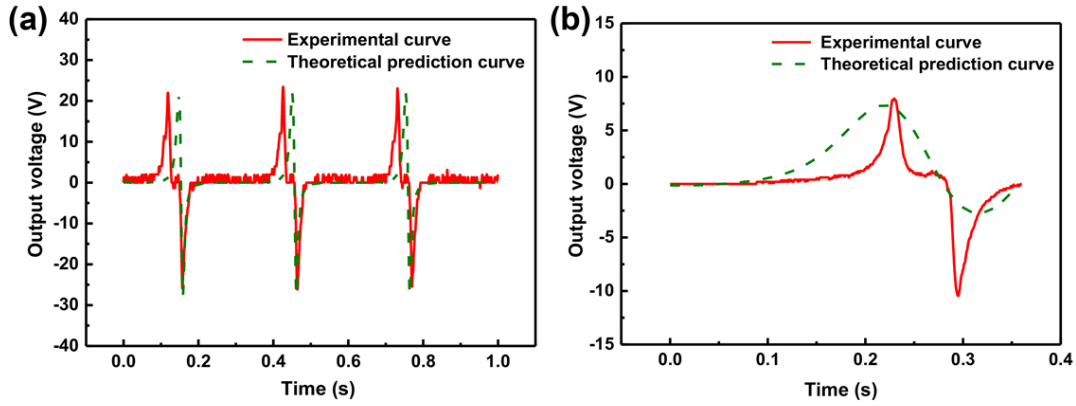 (a)
Output voltage (V)
40
30
20
10
0
-10
-20
-30
-40
Experimental curve
Theoretical prediction curve
0.0 0.2 0.4 0.6 0.8 1.0
Time (s)
(b)
Output voltage (V)
15
10
5
0
-5
-10
-15
Experimental curve
Theoretical prediction curve
0.0 0.1 0.2 0.3 0.4
Time (s)